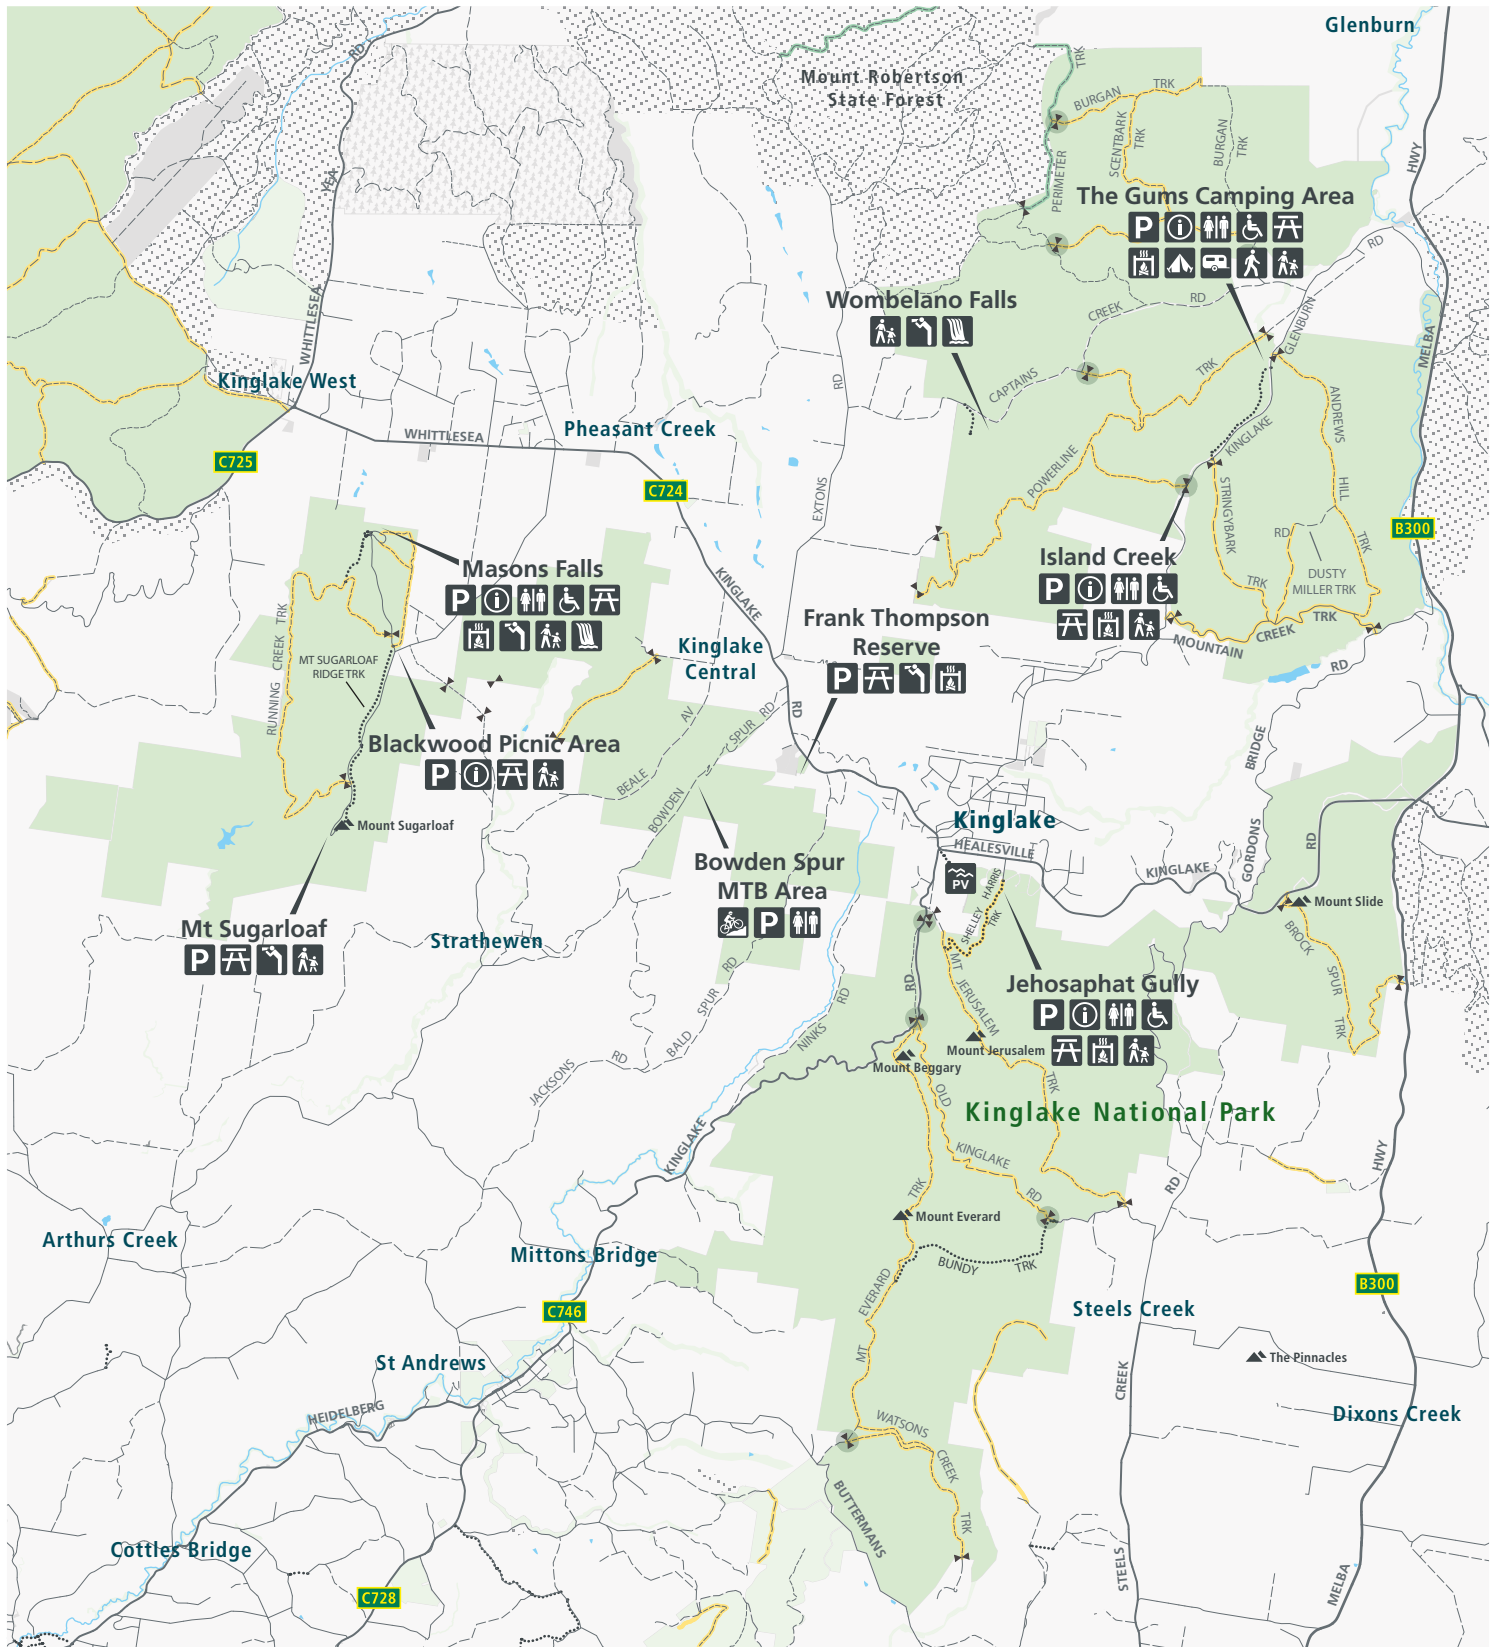 Glenburn
RD
Mount Robertson
State Forest
TRK
BURGAN
TRK
SCENTBARK
TRK
BURGAN
TRK
HWY
PERIMETER
YEA
The Gums Camping Area
P
RD
WHITTLESEA
Wombelano Falls
CREEK
RD
GLENBURN
MELBA
Kinglake West
RD
CAPTAINS
TRK
ANDREWS
WHITTLESEA
Pheasant Creek
KINGLAKE
C725
C724
EXTONS
POWERLINE
STRINGYBARK
HILL
B300
RD
TRK
Masons Falls
P
KINGLAKE
Island Creek
P
TRK
DUSTY
MILLER TRK
RUNNING CREEK TRK
Frank Thompson
Reserve
P
TRK
CREEK
MOUNTAIN
Kinglake
Central
MT SUGARLOAF
RIDGE TRK
RD
RD
AV
SPUR
RD
BRIDGE
Blackwood Picnic Area
P
BEALE
BOWDEN
Mount Sugarloaf
Kinglake
HEALESVILLE
RD
GORDONS
Bowden Spur
MTB Area
P
PV
SHELLEY
HARRIS
TRK
KINGLAKE
Mount Slide
Mt Sugarloaf
P
Strathewen
BROCK
SPUR
TRK
RD
SPUR
BALD
RD
MT
JERUSALEM
TRK
Jehosaphat Gully
P
RD
NINKS
Mount Jerusalem
Mount Beggary
RD
JACKSONS
OLD
Kinglake National Park
KINGLAKE
KINGLAKE
RD
TRK
HWY
RD
Mount Everard
Arthurs Creek
Mittons Bridge
BUNDY
TRK
EVERARD
MT
B300
C746
Steels Creek
St Andrews
The Pinnacles
CREEK
HEIDELBERG
Dixons Creek
WATSONS
CREEK
TRK
BUTTERMANS
Cottles Bridge
STEELS
C728
MELBA